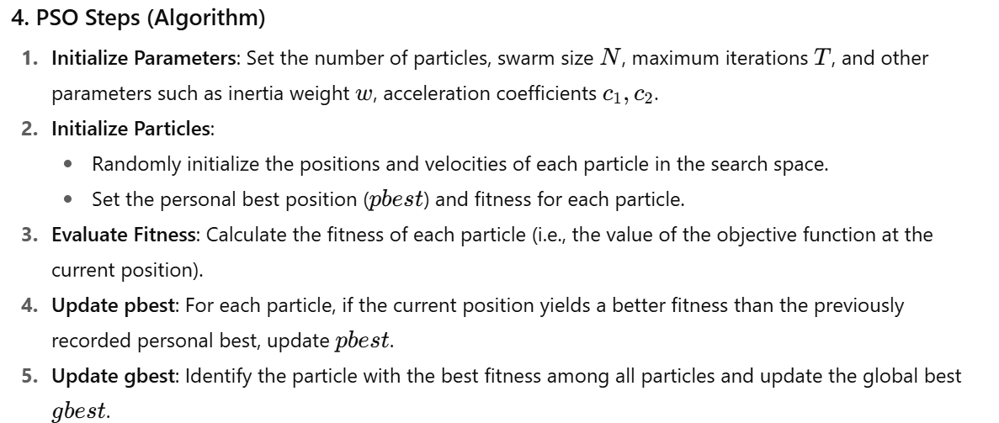 4. PSO Steps (Algorithm)
1. Initialize Parameters: Set the number of particles, swarm size N, maximum iterations T, and other
parameters such as inertia weight w, acceleration coefficients c₁, c₂.
2. Initialize Particles:
• Randomly initialize the positions and velocities of each particle in the search space.
• Set the personal best position (pbest) and fitness for each particle.
3. Evaluate Fitness: Calculate the fitness of each particle (i.e., the value of the objective function at the
current position).
4. Update pbest: For each particle, if the current position yields a better fitness than the previously
recorded personal best, update pbest.
5. Update gbest: Identify the particle with the best fitness among all particles and update the global best
gbest.